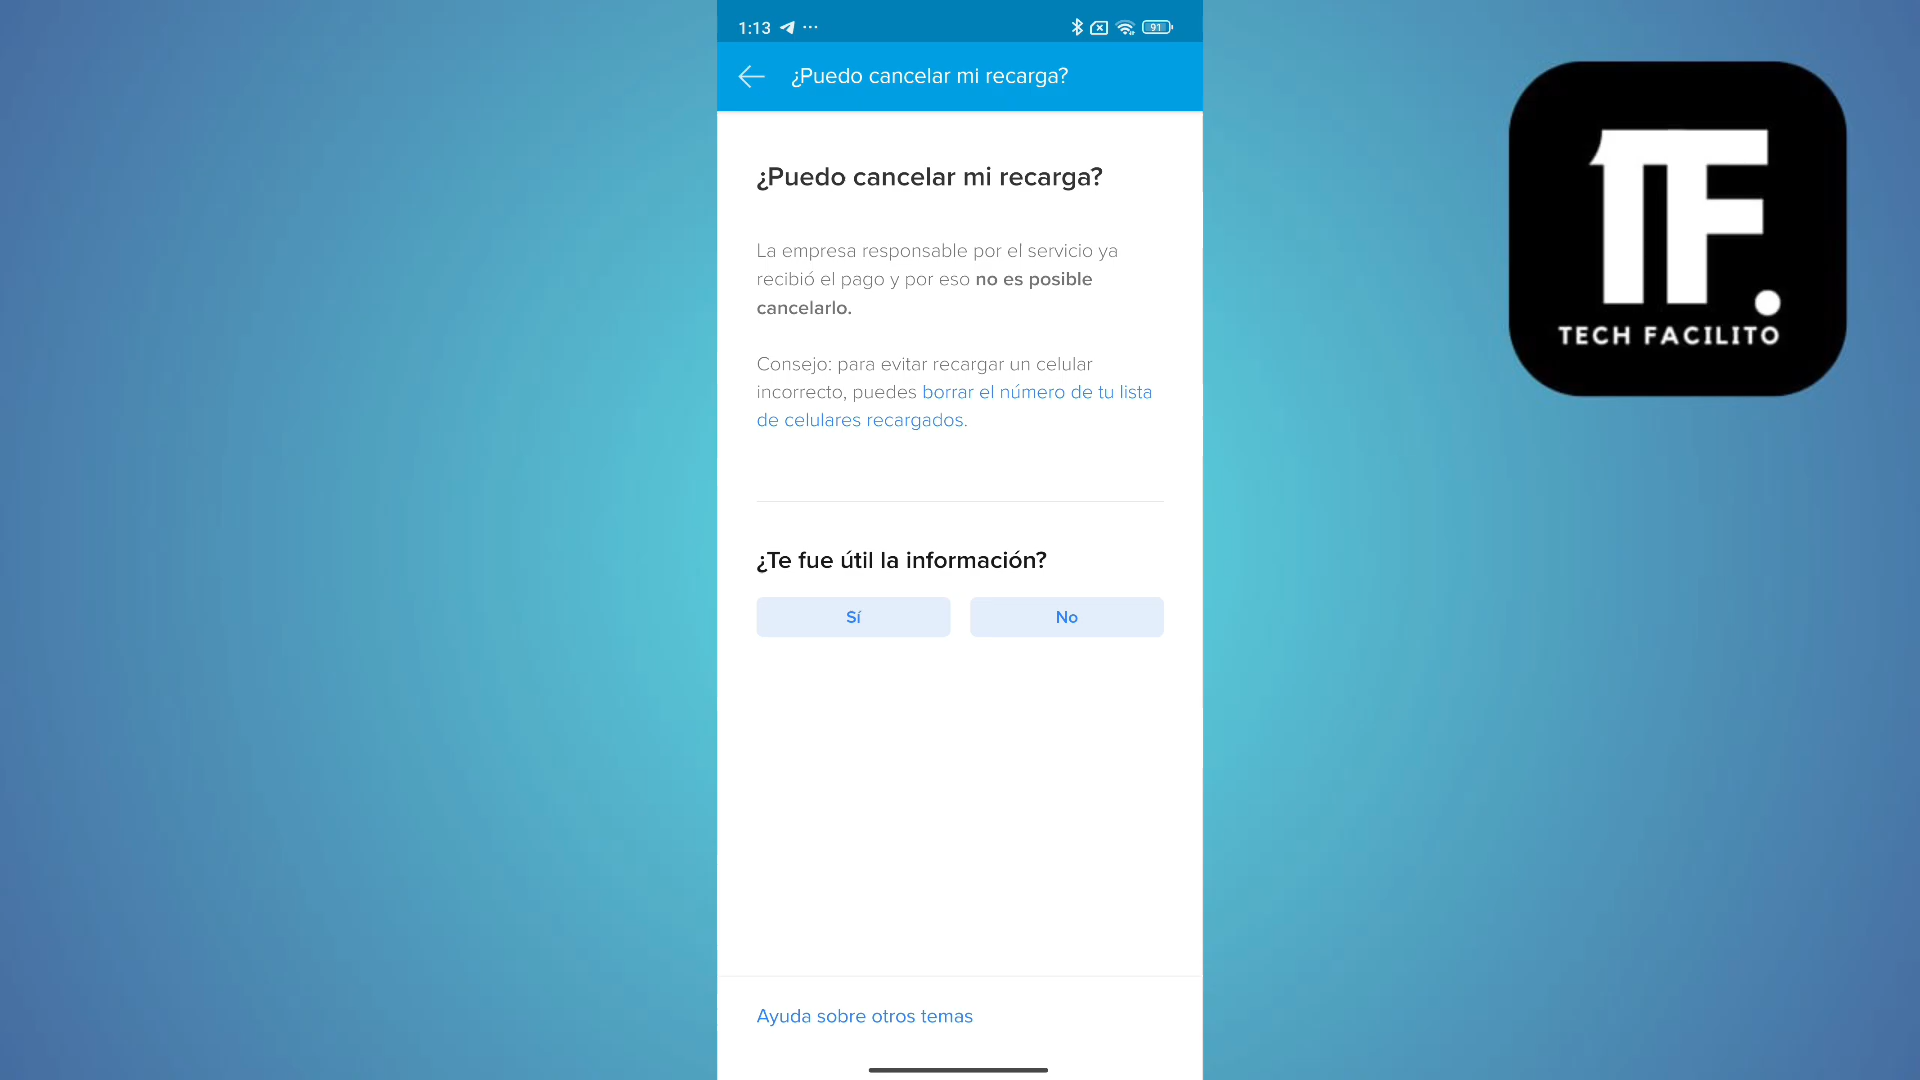 1:13
91
¿Puedo cancelar mi recarga?
¿Puedo cancelar mi recarga?
La empresa responsable por el servicio ya
recibió el pago y por eso no es posible
cancelarlo.
Consejo: para evitar recargar un celular
incorrecto, puedes borrar el número de tu lista
de celulares recargados.
¿Te fue útil la información?
Sí
No
Ayuda sobre otros temas
TF.
TECH FACILITO